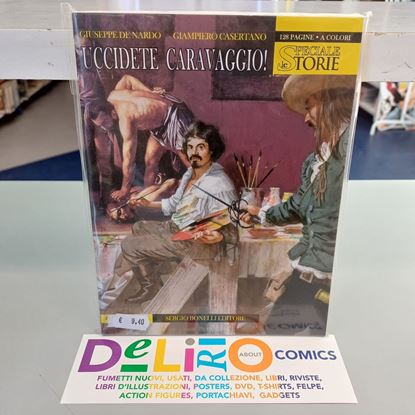 GIUSEPPE DE NARDO GIAMPIERO CASERTANO
128 PAGINE • A COLORI
UCCIDETE CARAVAGGIO!
SPECIALE
le STORIE
€ 9.40
SERGIO BONELLI EDITORE
DeLiRiO ABOUT COMICS
FUMETTI NUOVI, USATI, DA COLLEZIONE, LIBRI, RIVISTE,
LIBRI D'ILLUSTRAZIONI, POSTERS, DVD, T-SHIRTS, FELPE,
ACTION FIGURES, PORTACHIAVI, GADGETS